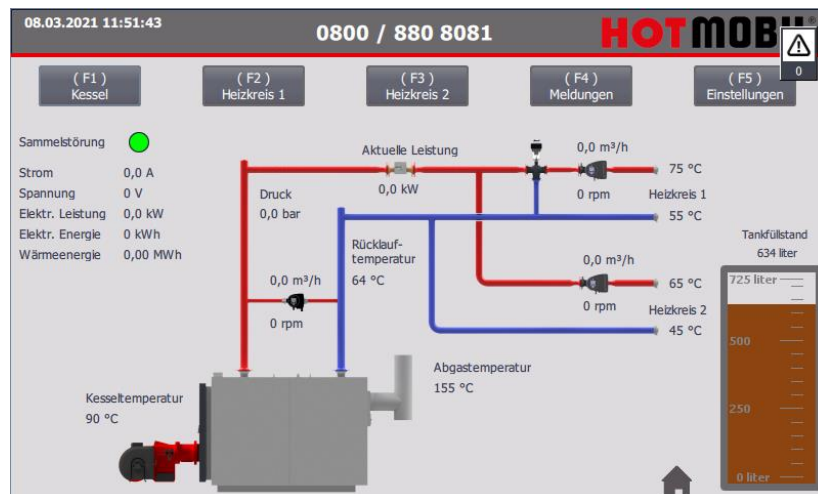 08.03.2021 11:51:43
0800 / 880 8081
0
( F1 )
Kessel
( F2 )
Heizkreis 1
( F3 )
Heizkreis 2
( F4 )
Meldungen
( F5 )
Einstellungen
Sammelstörung
Strom 0,0 A
Spannung 0 V
Elektr. Leistung 0,0 kW
Elektr. Energie 0 kWh
Wärmeenergie 0,00 MWh
Druck
0,0 bar
Aktuelle Leistung
0,0 kW
0,0 m³/h
0 rpm
75 °C
Heizkreis 1
55 °C
Rücklauf-
temperatur
64 °C
0,0 m³/h
0 rpm
0,0 m³/h
0 rpm
65 °C
Heizkreis 2
45 °C
Tankfüllstand
634 liter
725 liter
500
250
0 liter
Abgastemperatur
155 °C
Kesseltemperatur
90 °C